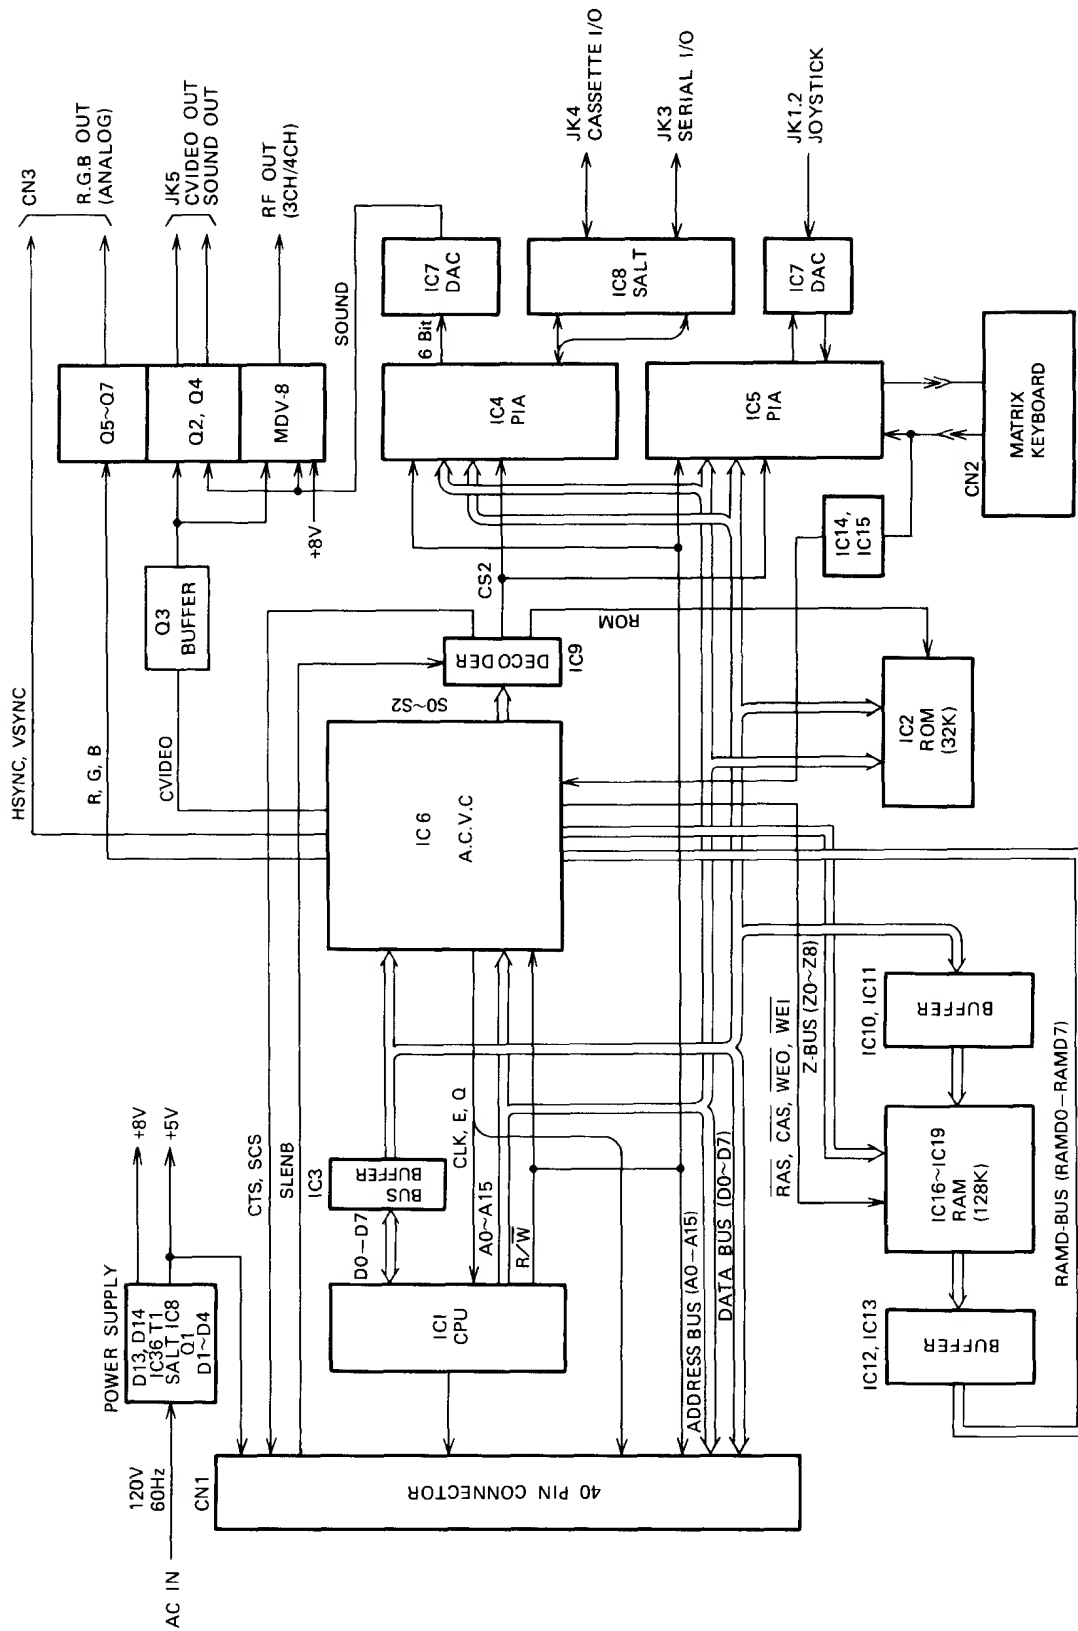 AC IN
120V
60Hz
POWER SUPPLY
D13, D14
IC36 T1
SALT IC8
Q1
D1~D4
+8V
+5V
CN1
40 PIN CONNECTOR
CTS, SCS
SLENB
IC3
BUS
BUFFER
D0—D7
IC1
CPU
CLK, E, Q
A0~A15
R/W̅
ADDRESS BUS (A0—A15)
DATA BUS (D0~D7)
HSYNC, VSYNC
R, G, B
CVIDEO
IC 6
A.C.V.C
S0~S2
DECODER
IC9
CS2
ROM
Q3
BUFFER
Q5~Q7
Q2, Q4
MDV-8
+8V
SOUND
CN3
R.G.B OUT
(ANALOG)
JK5
CVIDEO OUT
SOUND OUT
RF OUT
(3CH/4CH)
IC4
PIA
6 Bit
IC7
DAC
IC8
SALT
JK4
CASSETTE I/O
JK3
SERIAL I/O
IC5
PIA
IC7
DAC
JK1.2
JOYSTICK
IC14,
IC15
CN2
MATRIX
KEYBOARD
IC2
ROM
(32K)
R̅A̅S̅, C̅A̅S̅, W̅E̅O̅, W̅E̅I̅
Z-BUS (Z0~Z8)
IC10, IC11
BUFFER
IC16~IC19
RAM
(128K)
IC12, IC13
BUFFER
RAMD-BUS (RAMD0—RAMD7)